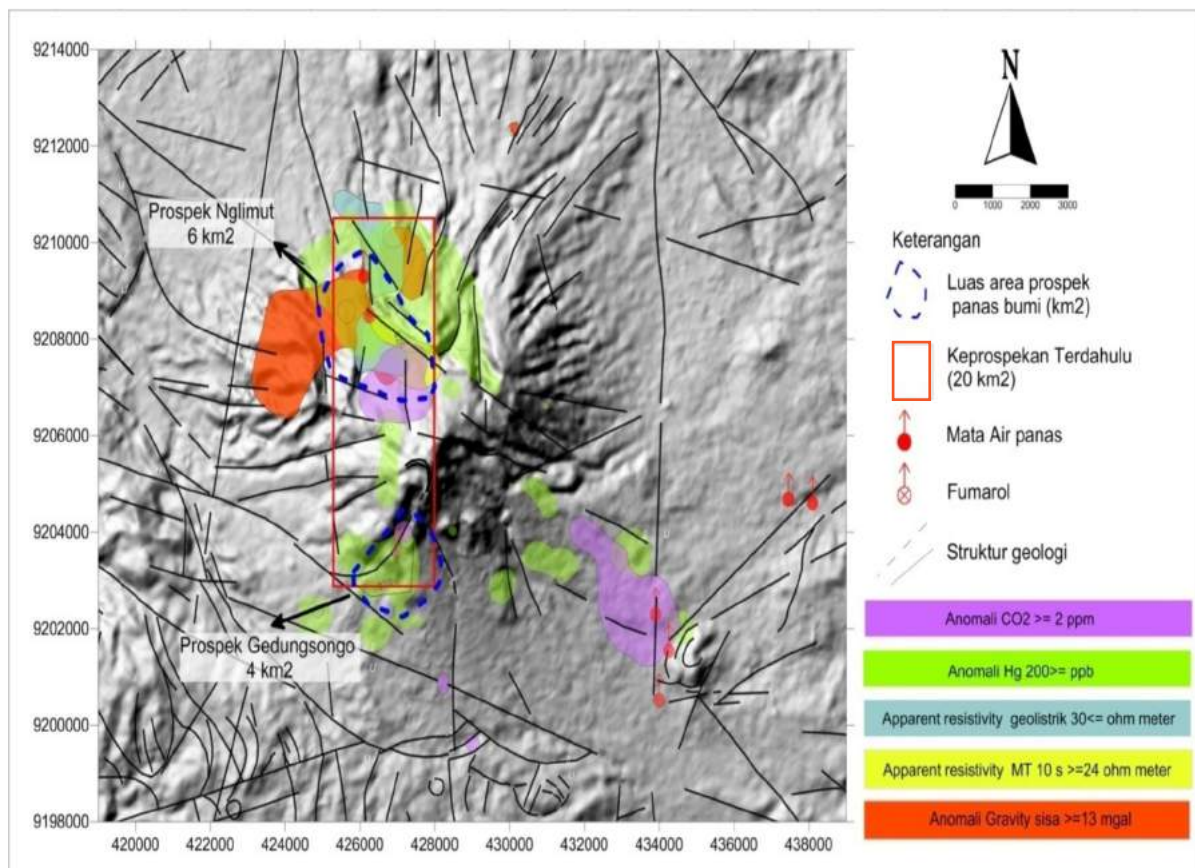 9214000
9212000
9210000
9208000
9206000
9204000
9202000
9200000
9198000
420000 422000 424000 426000 428000 430000 432000 434000 436000 438000
Prospek Nglimut
6 km2
Prospek Gedungsongo
4 km2
N
0 1000 2000 3000
Keterangan
Luas area prospek
panas bumi (km2)
Keprospekan Terdahulu
(20 km2)
Mata Air panas
Fumarol
Struktur geologi
Anomali CO2 >= 2 ppm
Anomali Hg 200>= ppb
Apparent resistivity geolistrik 30<= ohm meter
Apparent resistivity MT 10 s >=24 ohm meter
Anomali Gravity sisa >=13 mgal